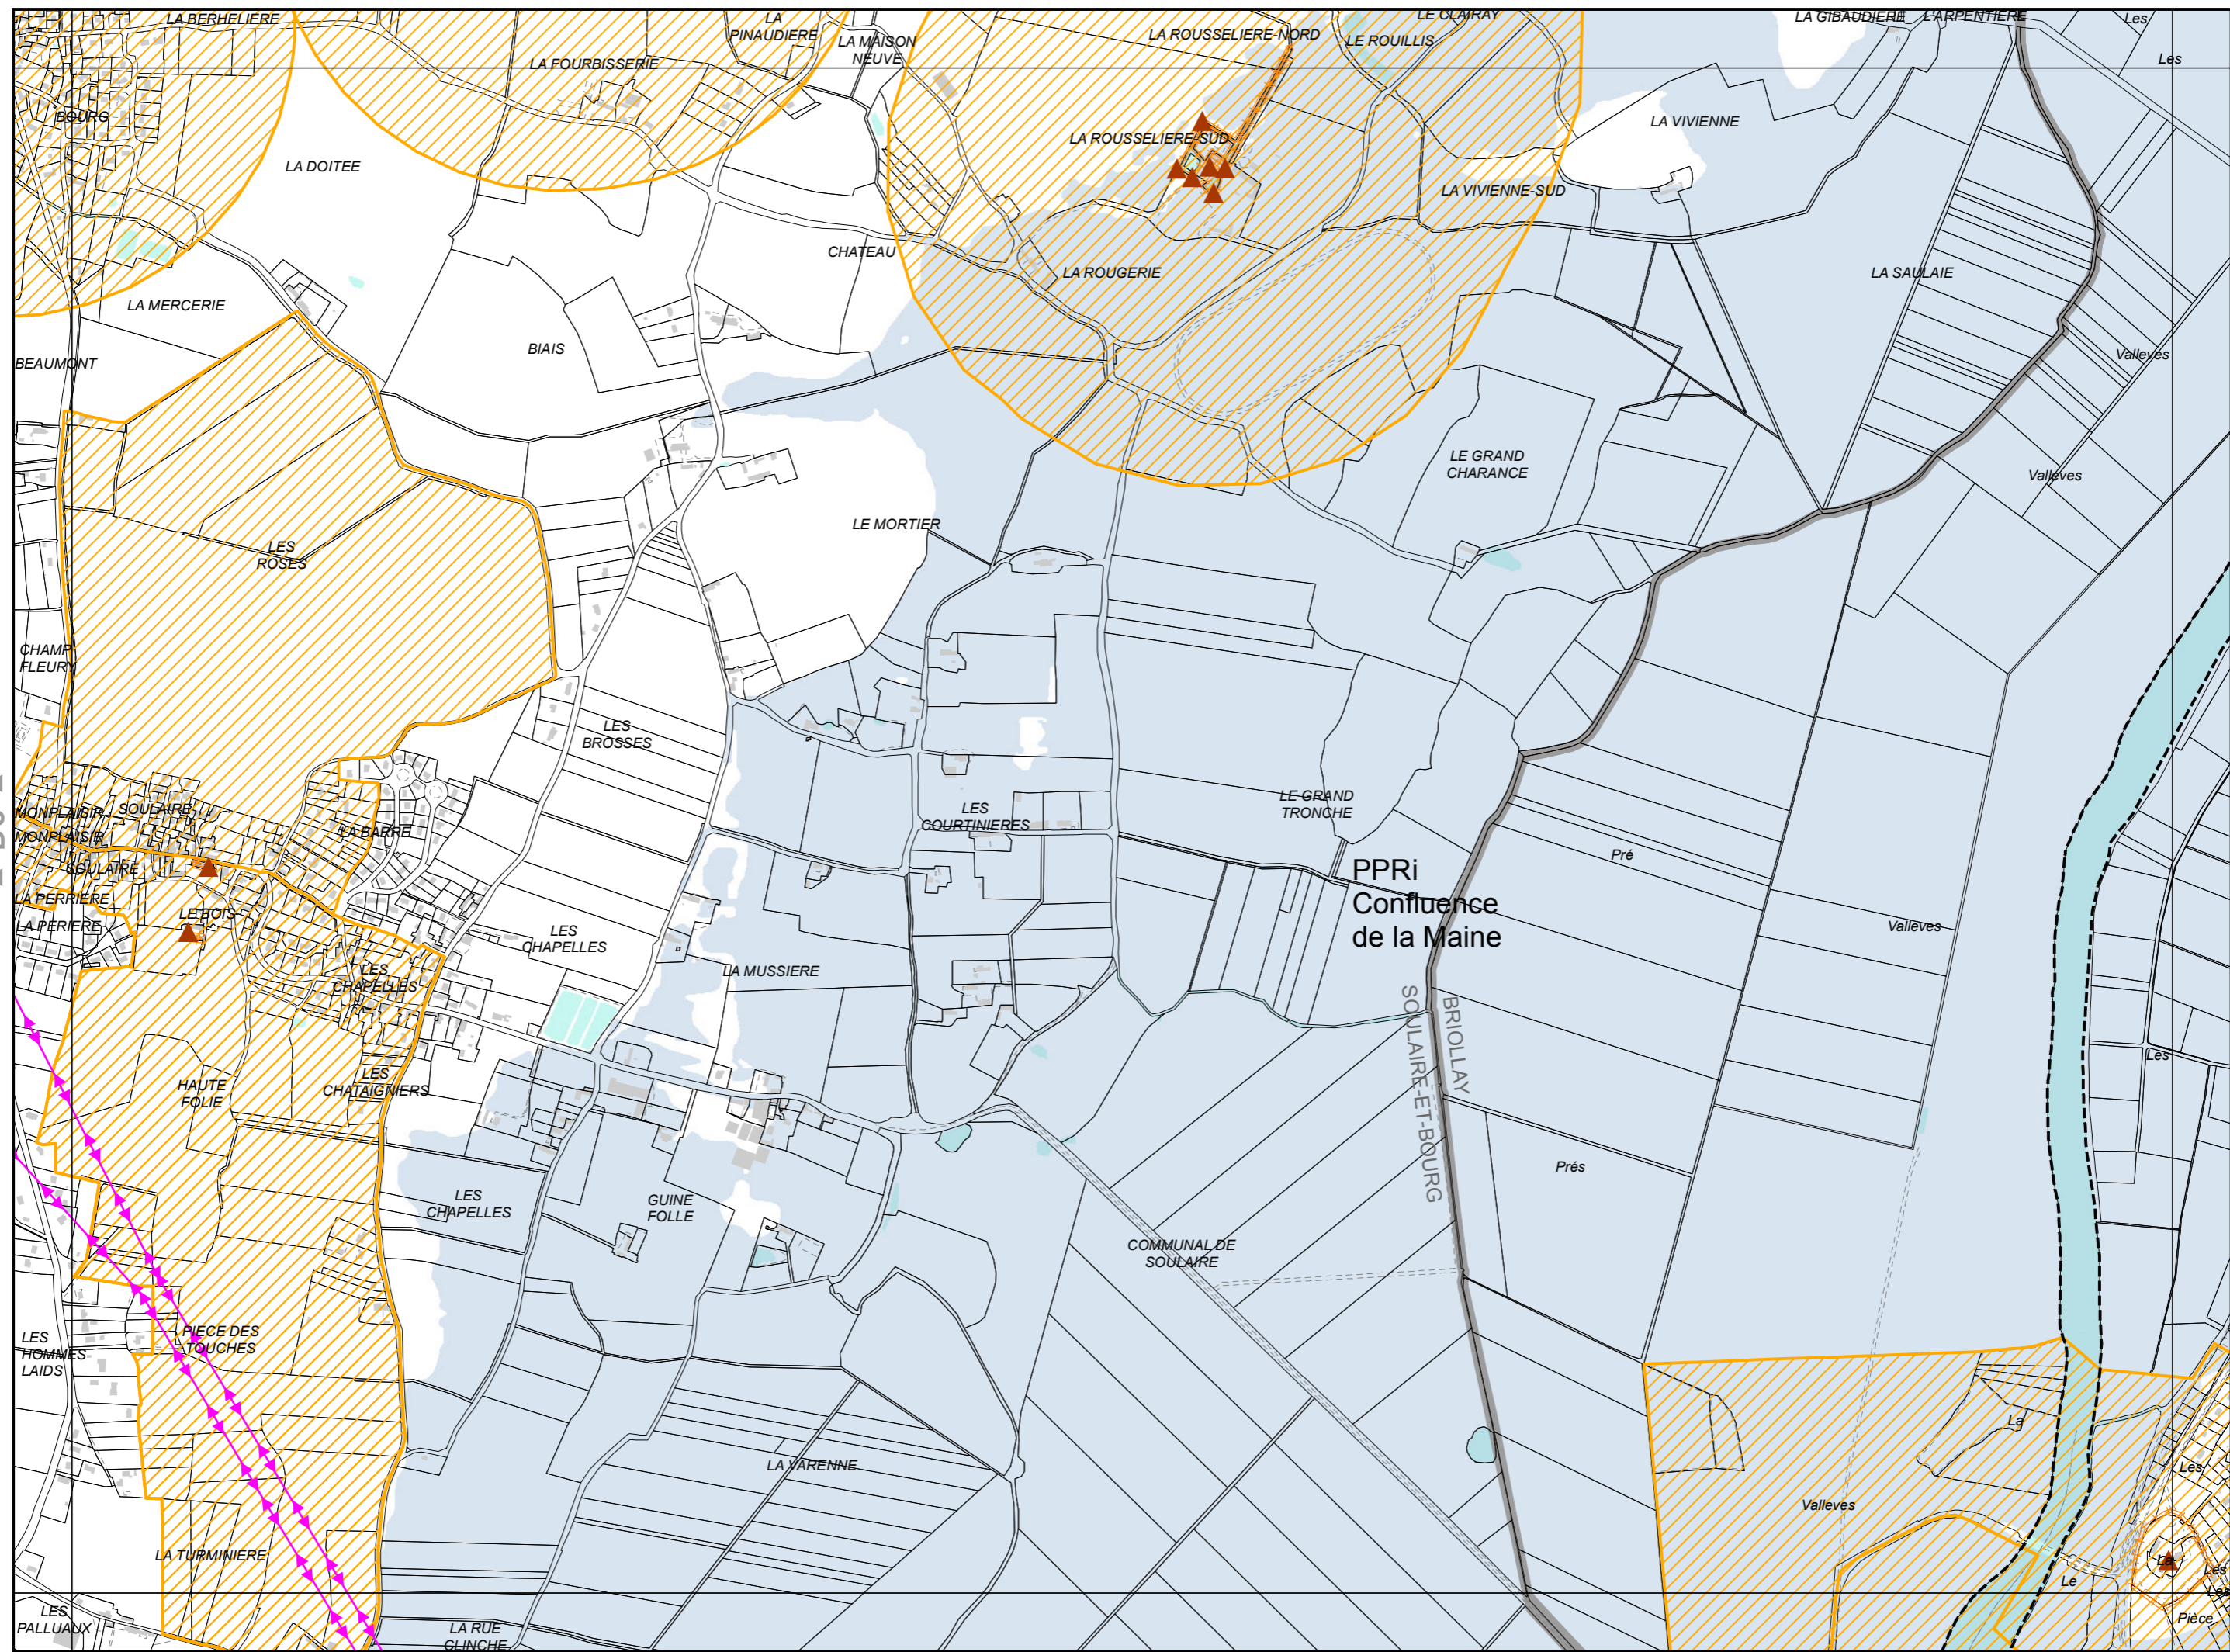 LA BERHELIERE
LA
PINAUDIERE
LA MAISON
NEUVE
LA ROUSSELIERE-NORD
LE CLAIRAY
LE ROUILLIS
LA GIBAUDIERE
L'ARPENTIERE
Les
Les
LA FOURBISSERIE
BOURG
LA VIVIENNE
LA ROUSSELIERE-SUD
LA DOITEE
LA VIVIENNE-SUD
CHATEAU
LA ROUGERIE
LA SAULAIE
LA MERCERIE
BIAIS
BEAUMONT
Valleves
LE GRAND
CHARANCE
Valleves
LE MORTIER
LES
ROSES
CHAMP
FLEURY
LES
BROSSES
MONPLAISIR
SOULAIRE
MONPLAISIR
LA BARRE
SOULAIRE
LES
COURTINIERES
LE GRAND
TRONCHE
Pré
PPRi
Confluence
de la Maine
LA PERRIERE
LE BOIS
LA PERIERE
LES
CHAPELLES
Valleves
LES
CHAPELLES
LA MUSSIERE
BRIOLLAY
SOULAIRE-ET-BOURG
Les
HAUTE
FOLIE
LES
CHATAIGNIERS
Prés
LES
CHAPELLES
GUINE
FOLLE
COMMUNAL DE
SOULAIRE
LES
HOMMES
LAIDS
PIECE DES
TOUCHES
La
LA VARENNE
Les
Valleves
LA TURMINIERE
La
Les
Le
Les
Pièce
LES
PALLUAUX
LA RUE
CLINCHE